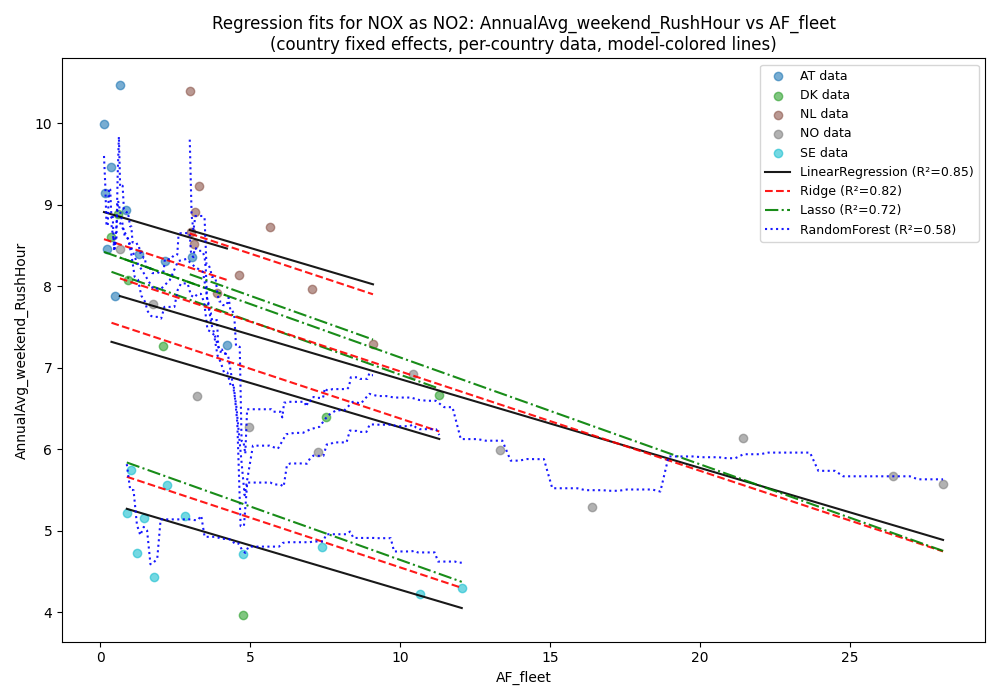 Regression fits for NOX as NO2: AnnualAvg_weekend_RushHour vs AF_fleet
(country fixed effects, per-country data, model-colored lines)
AT data
DK data
NL data
NO data
SE data
LinearRegression (R²=0.85)
Ridge (R²=0.82)
Lasso (R²=0.72)
RandomForest (R²=0.58)
AnnualAvg_weekend_RushHour
10
9
8
7
6
5
4
0 5 10 15 20 25
AF_fleet